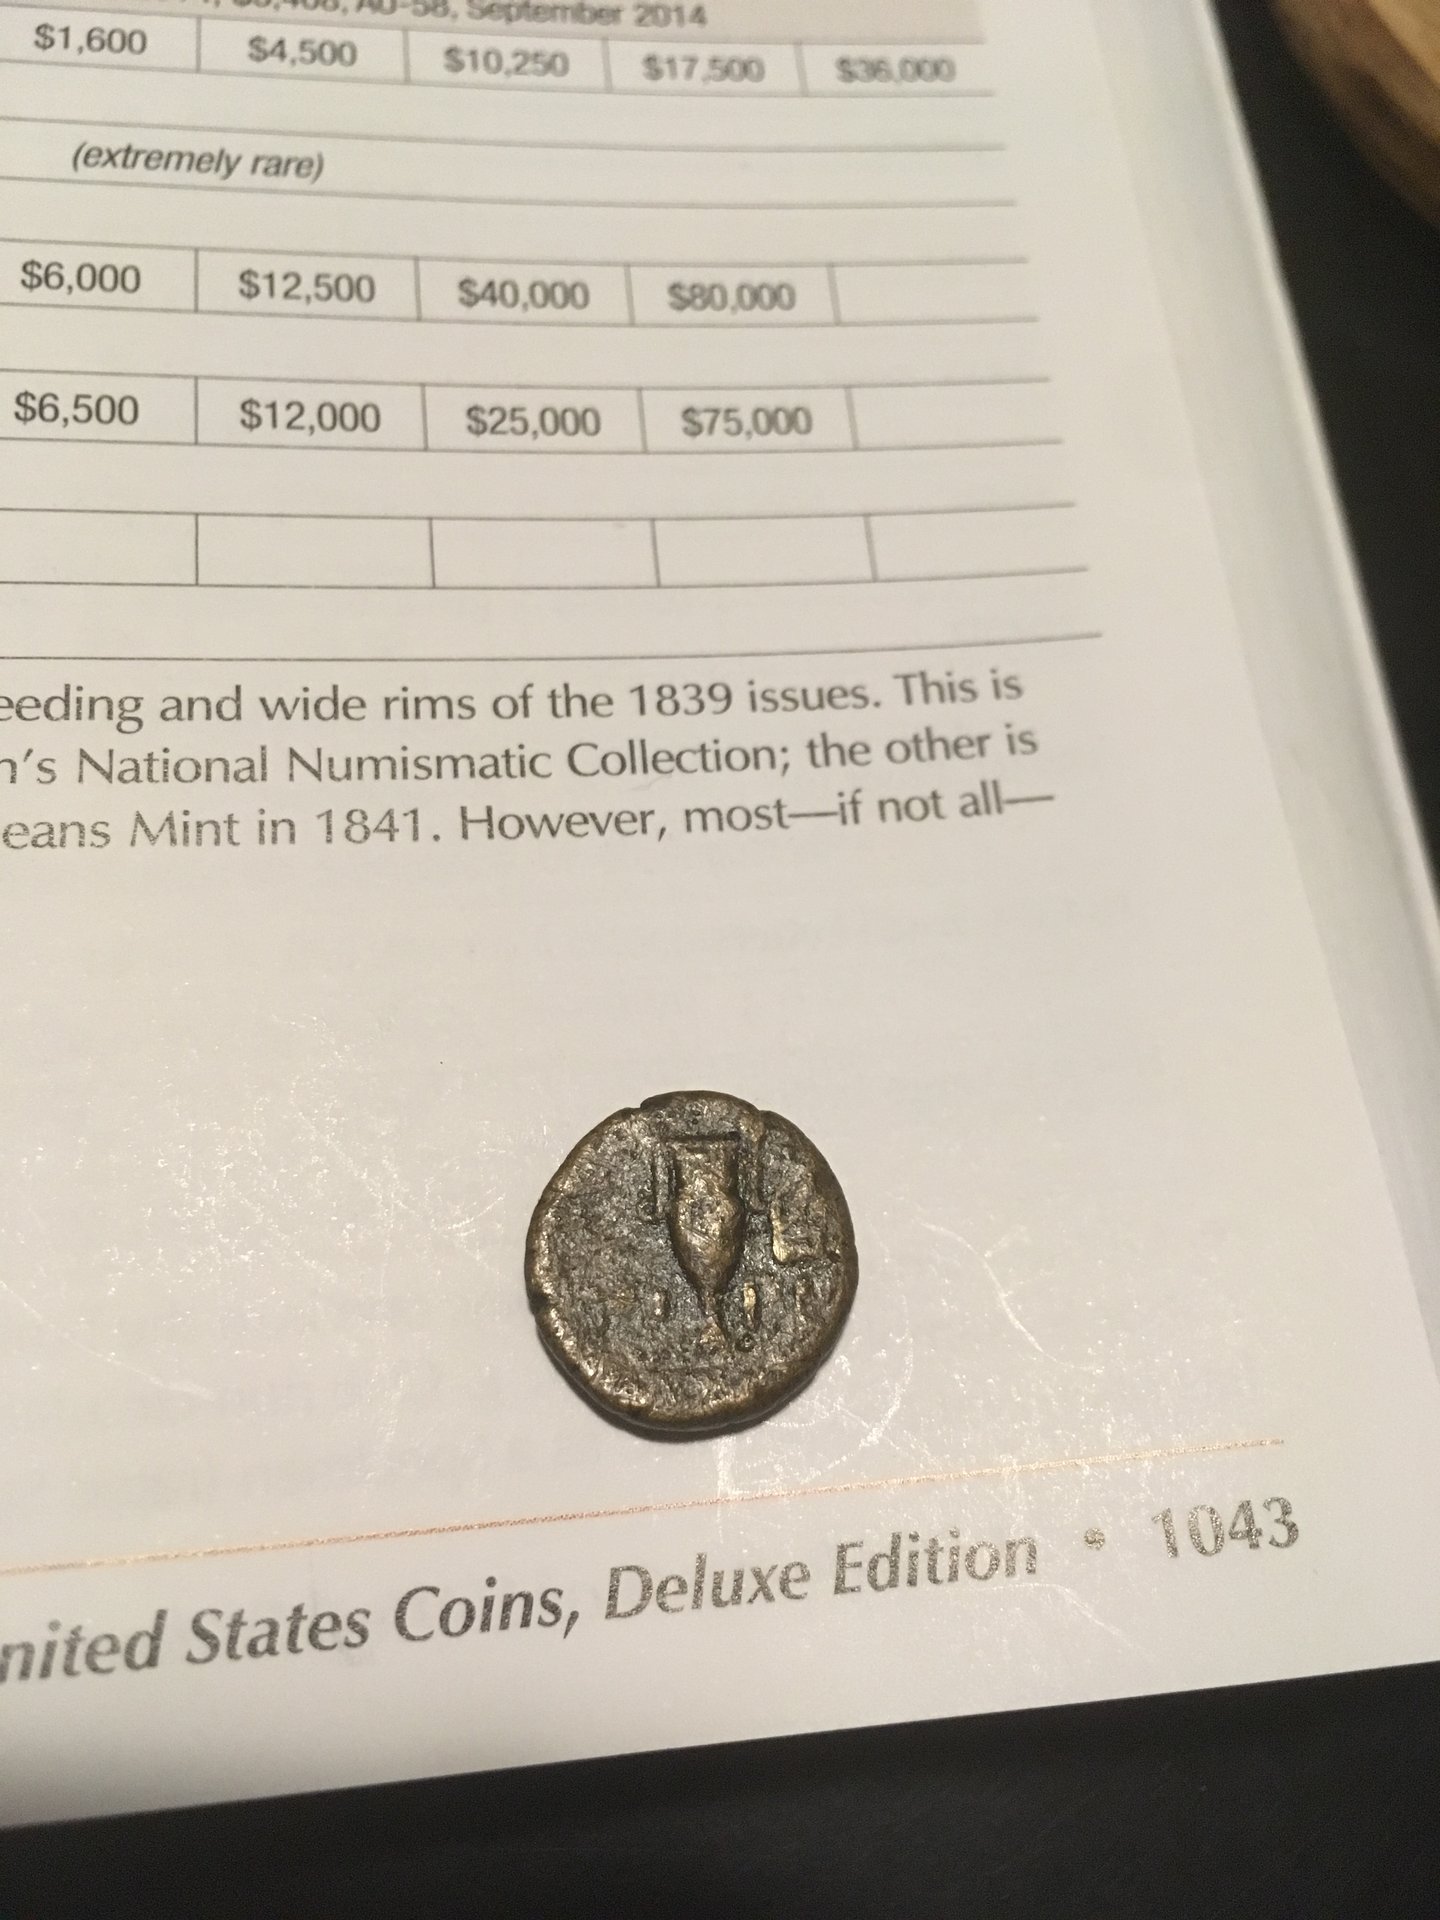 AU-58, September 2014
$1,600 $4,500 $10,250 $17,500 $36,000
(extremely rare)
$6,000 $12,500 $40,000 $80,000
$6,500 $12,000 $25,000 $75,000
eeding and wide rims of the 1839 issues. This is
n's National Numismatic Collection; the other is
eans Mint in 1841. However, most—if not all—
nited States Coins, Deluxe Edition • 1043